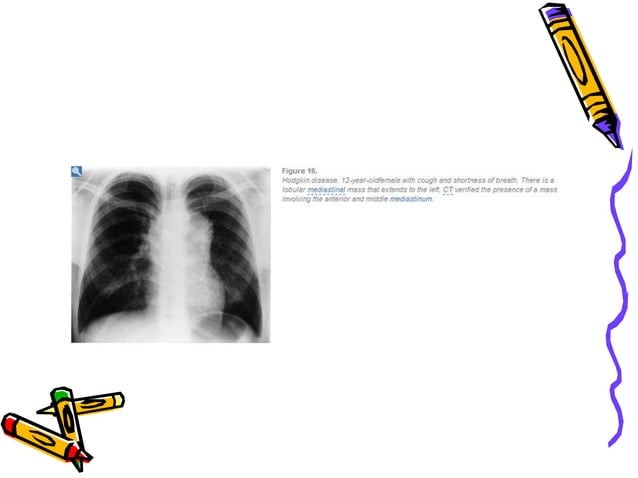 Figure 16.
Hodgkin disease. 12-year-oldfemale with cough and shortness of breath. There is a
lobular mediastinal mass that extends to the left. CT verified the presence of a mass
involving the anterior and middle mediastinum.